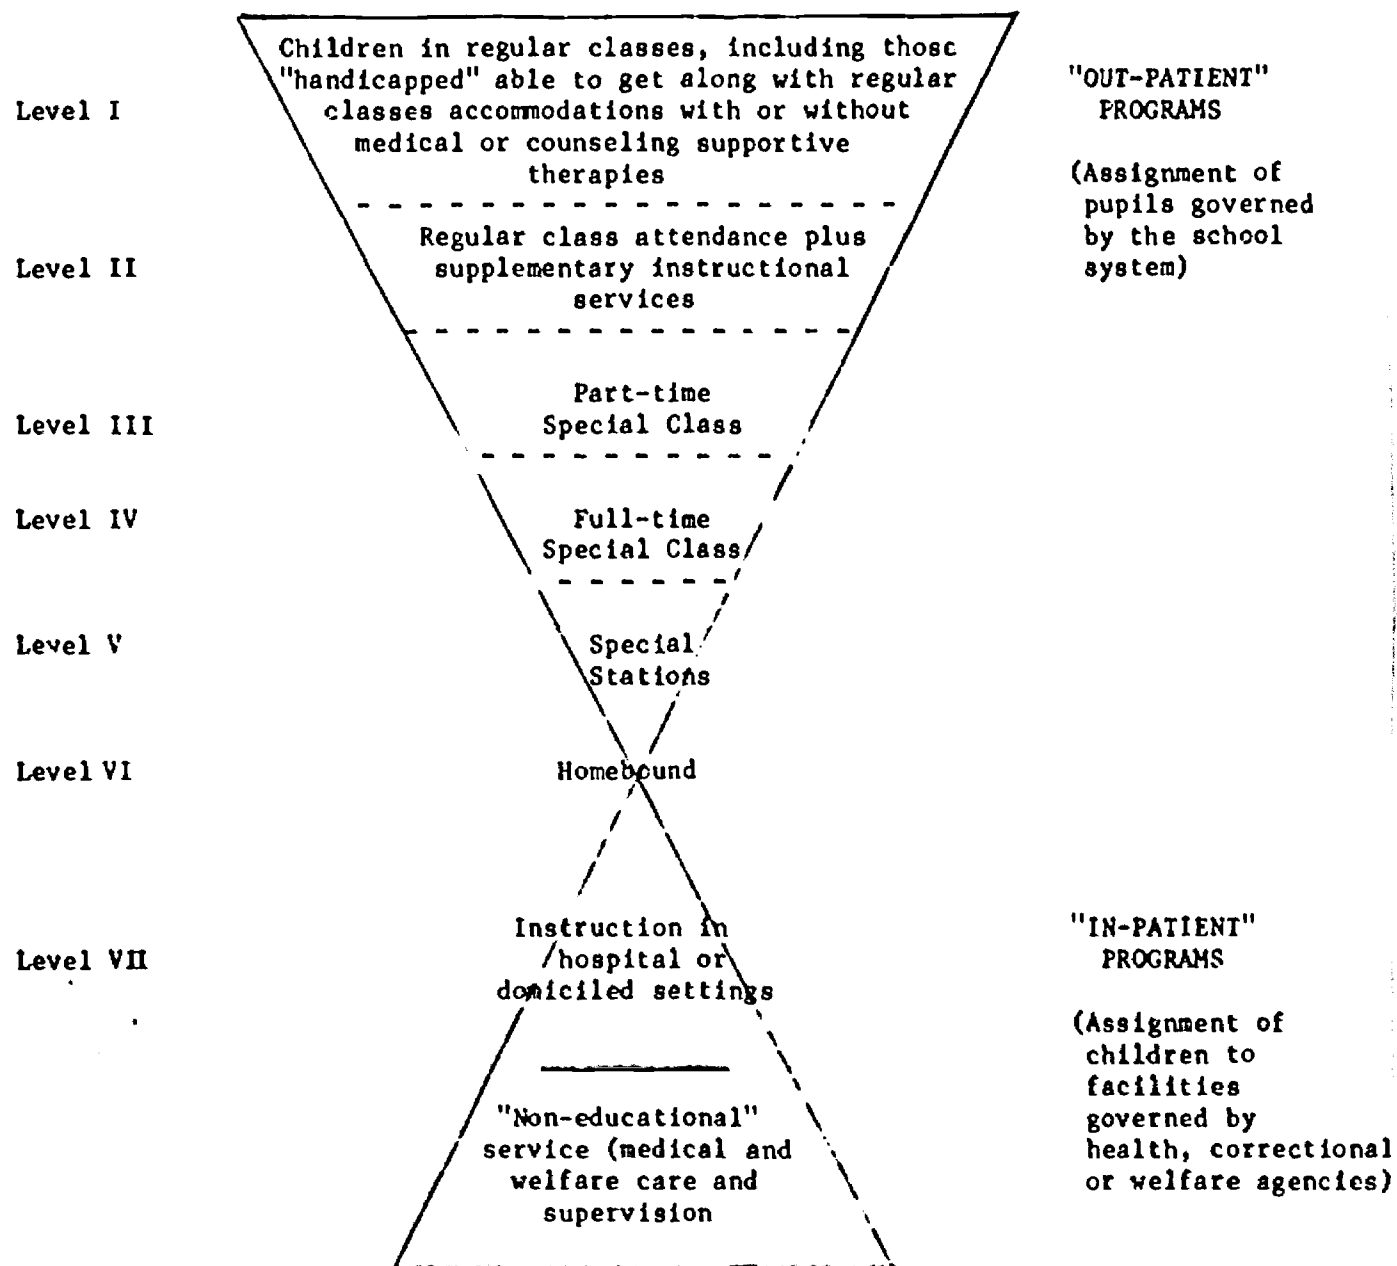 Level I
Children in regular classes, including those
"handicapped" able to get along with regular
classes accommodations with or without
medical or counseling supportive
therapies
"OUT-PATIENT"
PROGRAMS
(Assignment of
pupils governed
by the school
system)
Level II
Regular class attendance plus
supplementary instructional
services
Level III
Part-time
Special Class
Level IV
Full-time
Special Class
Level V
Special
Stations
Level VI
Homebound
Level VII
Instruction in
hospital or
domiciled settings
"IN-PATIENT"
PROGRAMS
(Assignment of
children to
facilities
governed by
health, correctional
or welfare agencies)
"Non-educational"
service (medical and
welfare care and
supervision